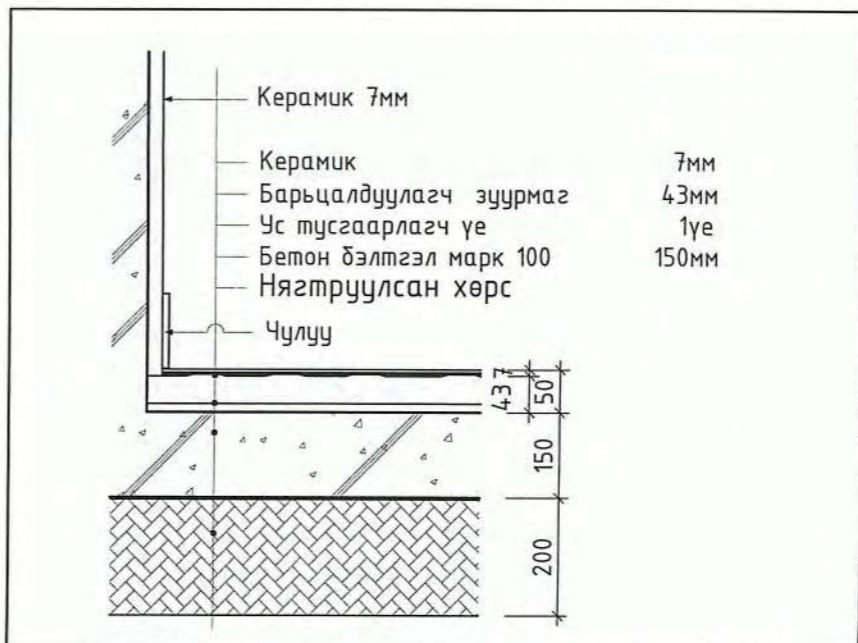 Керамик 7мм
Керамик 7мм
Барьцалдуулагч зуурмаг 43мм
Ус тусгаарлагч үе 1үе
Бетон бэлтгэл марк 100 150мм
Нягтруулсан хөрс
Чулуу
43 7
50
150
200